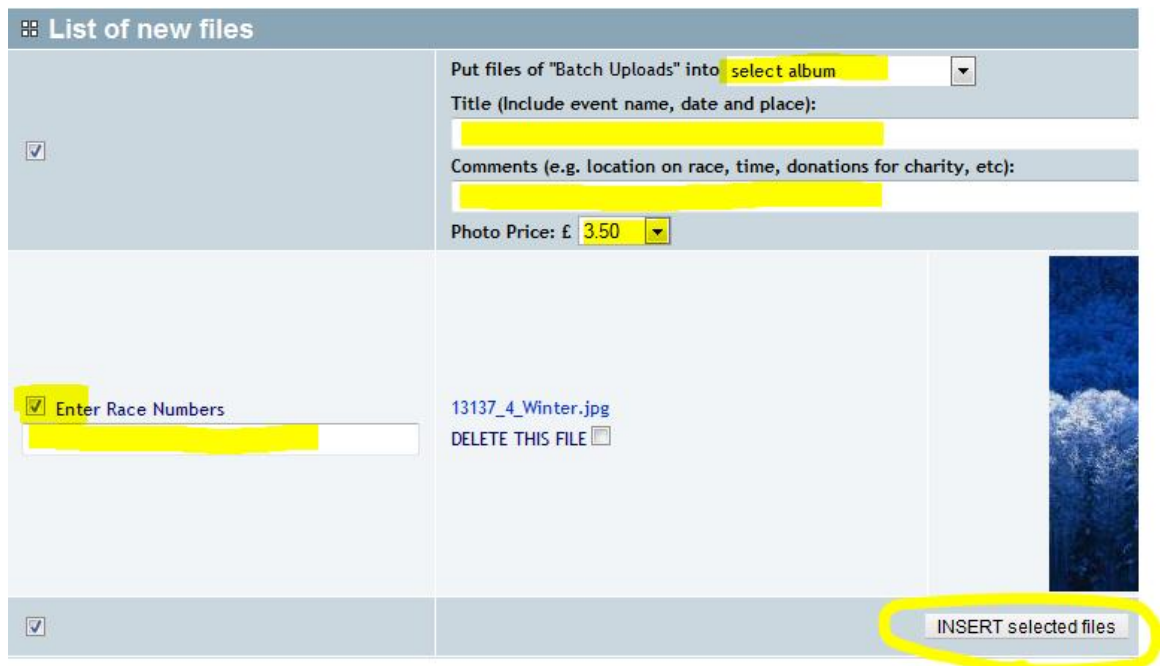 List of new files
Put files of "Batch Uploads" into select album
Title (Include event name, date and place):
Comments (e.g. location on race, time, donations for charity, etc):
Photo Price: £ 3.50
Enter Race Numbers
13137_4_Winter.jpg
DELETE THIS FILE
INSERT selected files